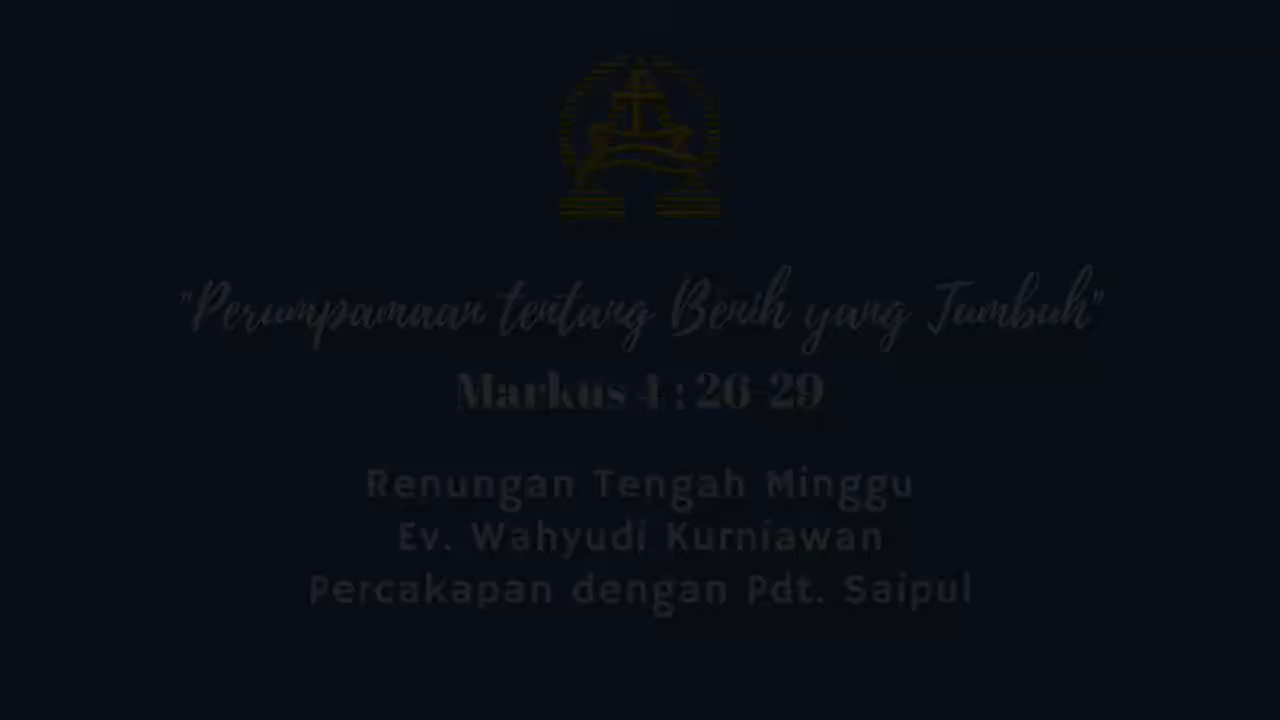 "Perumpamaan tentang Benih yang Tumbuh"
Markus 4 : 26-29
Renungan Tengah Minggu
Ev. Wahyudi Kurniawan
Percakapan dengan Pdt. Saipul